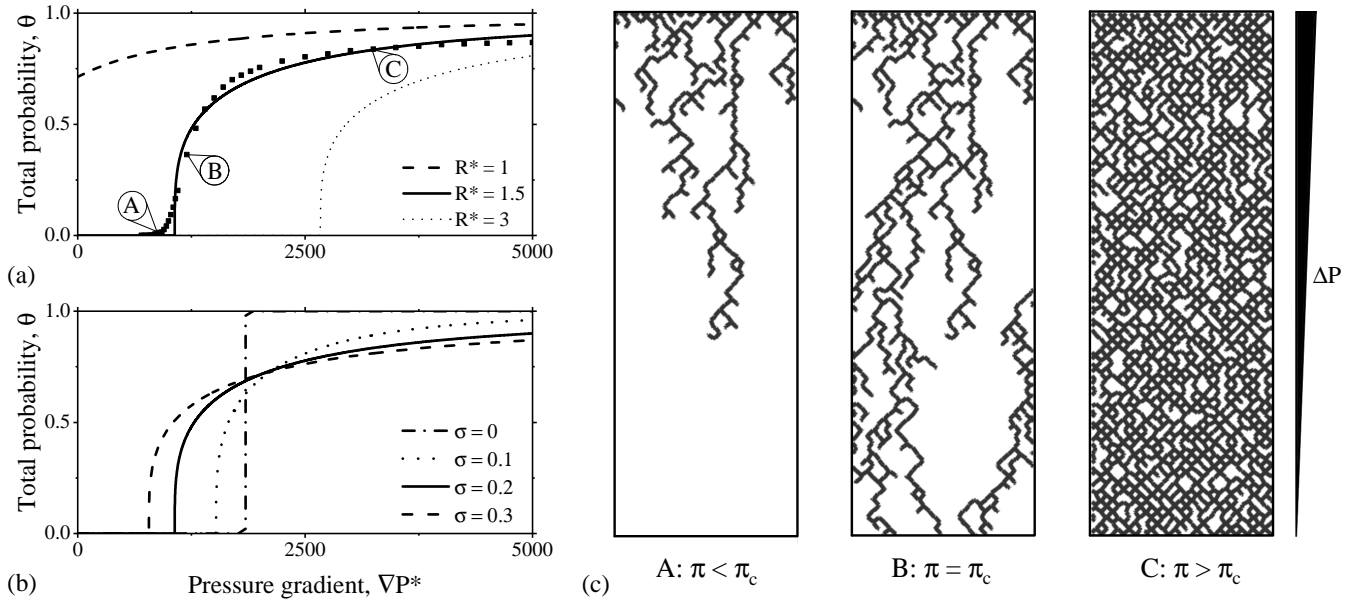 (a)
Total probability, θ
1.0
0.5
0.0
0
2500
5000
Pressure gradient, ∇P*
A
B
C
R* = 1
R* = 1.5
R* = 3
(b)
Total probability, θ
1.0
0.5
0.0
σ = 0
σ = 0.1
σ = 0.2
σ = 0.3
0
2500
5000
Pressure gradient, ∇P*
(c)
A: π < πc
B: π = πc
C: π > πc
ΔP